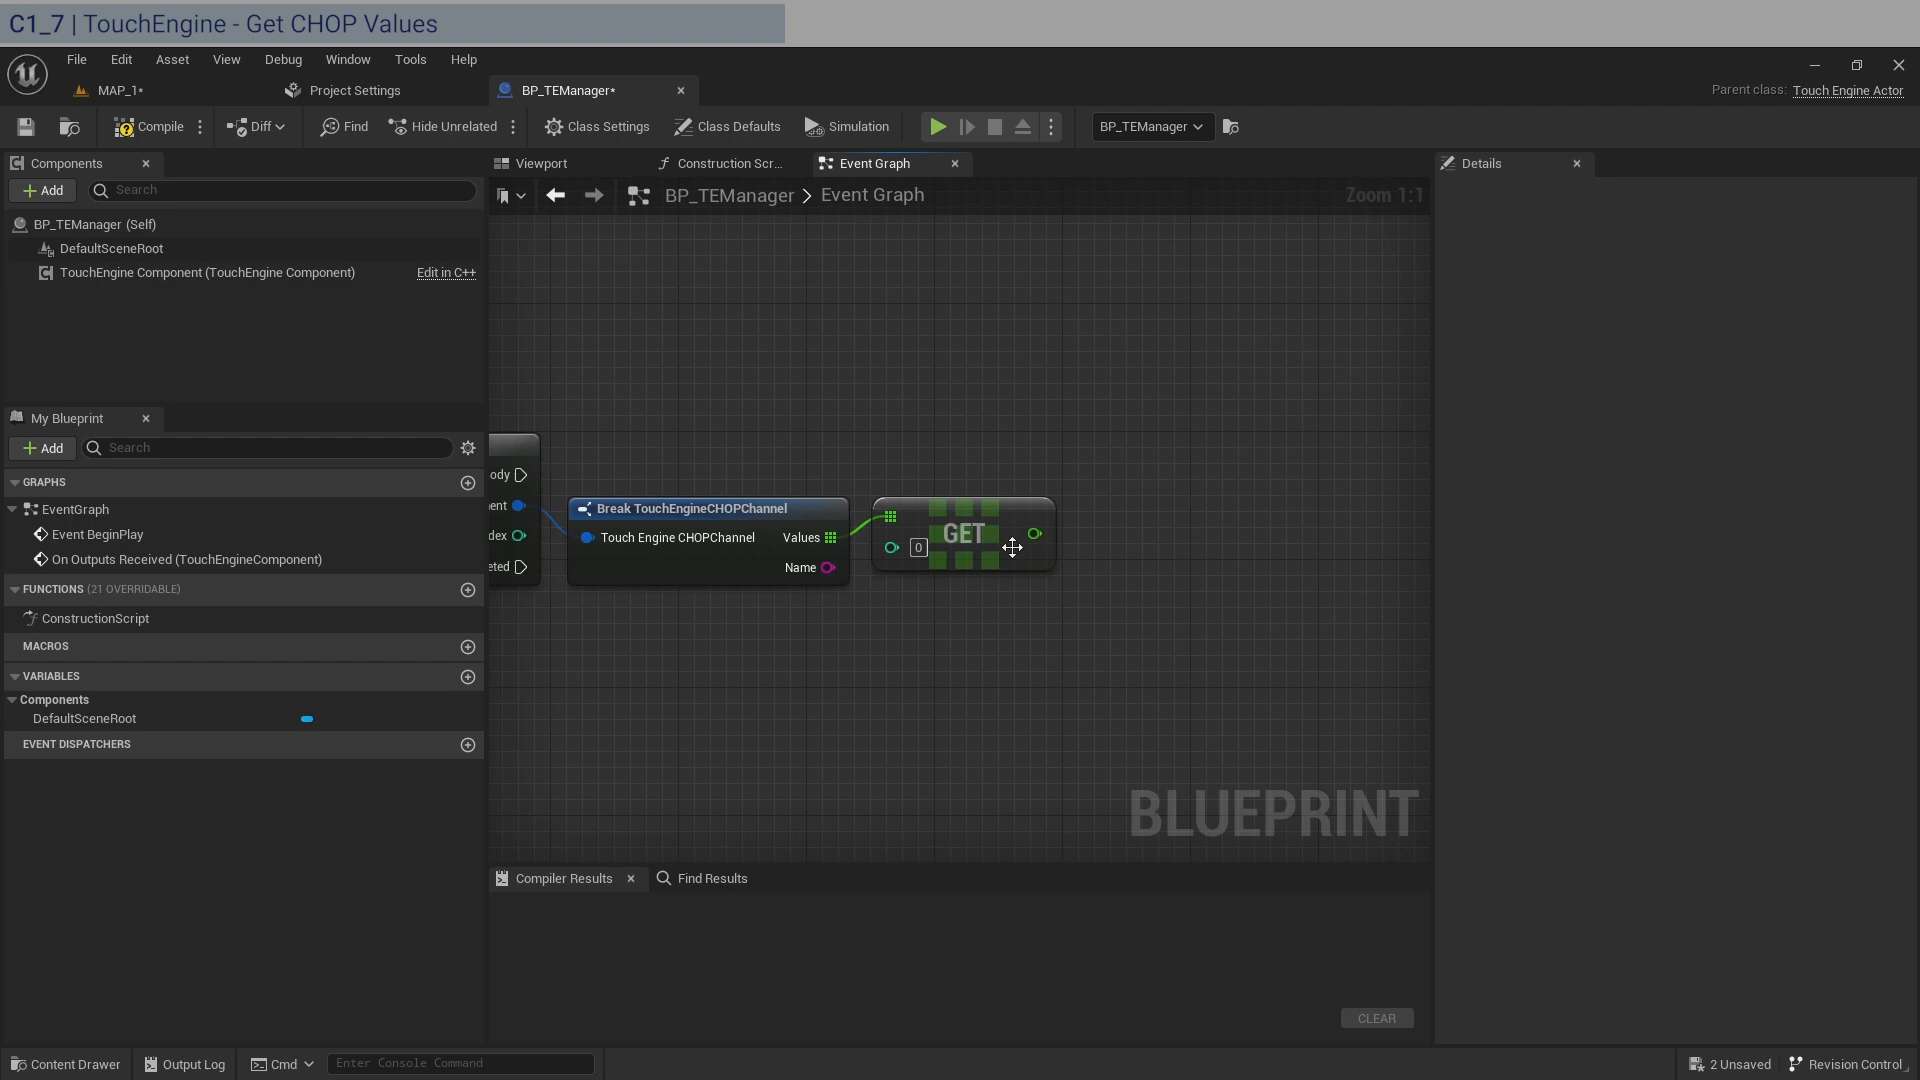 C1_7 | TouchEngine - Get CHOP Values
File Edit Asset View Debug Window Tools Help
MAP_1* Project Settings BP_TEManager* Parent class: Touch Engine Actor
Compile Diff Find Hide Unrelated Class Settings Class Defaults Simulation BP_TEManager
Components Viewport Construction Scr... Event Graph Details
Add Search BP_TEManager > Event Graph Zoom 1:1
BP_TEManager (Self)
DefaultSceneRoot
TouchEngine Component (TouchEngine Component) Edit in C++
My Blueprint
Add Search
GRAPHS
EventGraph
Event BeginPlay
On Outputs Received (TouchEngineComponent)
FUNCTIONS (21 OVERRIDABLE)
ConstructionScript
MACROS
VARIABLES
Components
DefaultSceneRoot
EVENT DISPATCHERS
ody
ent
dex
eted
Break TouchEngineCHOPChannel
Touch Engine CHOPChannel Values
Name
GET
0
BLUEPRINT
Compiler Results Find Results
CLEAR
Content Drawer Output Log Cmd Enter Console Command 2 Unsaved Revision Control